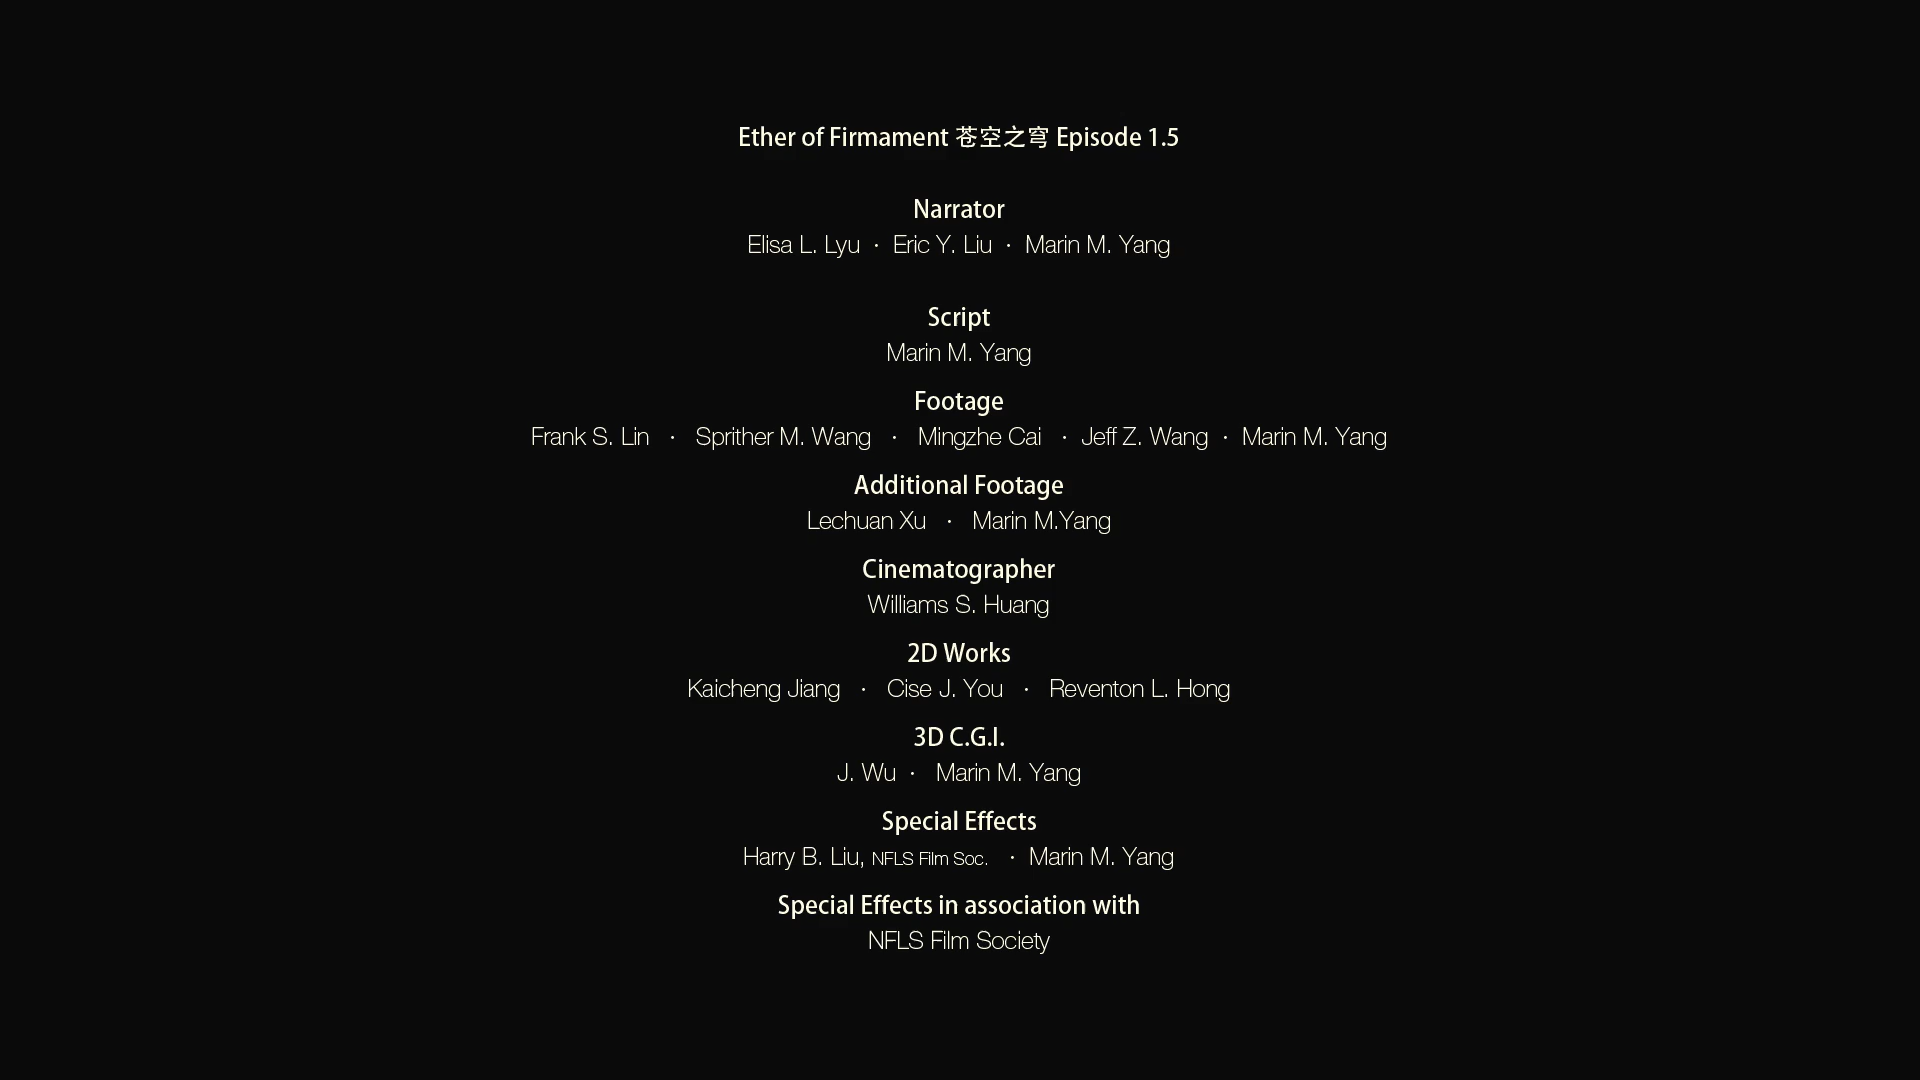 Ether of Firmament 苍空之穹 Episode 1.5
Narrator
Elisa L. Lyu · Eric Y. Liu · Marin M. Yang
Script
Marin M. Yang
Footage
Frank S. Lin · Sprither M. Wang · Mingzhe Cai · Jeff Z. Wang · Marin M. Yang
Additional Footage
Lechuan Xu · Marin M.Yang
Cinematographer
Williams S. Huang
2D Works
Kaicheng Jiang · Cise J. You · Reventon L. Hong
3D C.G.I.
J. Wu · Marin M. Yang
Special Effects
Harry B. Liu, NFLS Film Soc. · Marin M. Yang
Special Effects in association with
NFLS Film Society